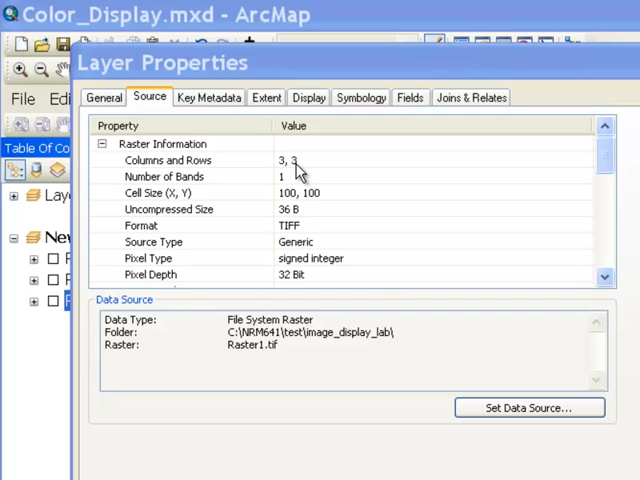 Color_Display.mxd - ArcMap
Layer Properties
File
Table Of Co
Laye
New
General Source Key Metadata Extent Display Symbology Fields Joins & Relates
Property Value
Raster Information
Columns and Rows 3, 3
Number of Bands 1
Cell Size (X, Y) 100, 100
Uncompressed Size 36 B
Format TIFF
Source Type Generic
Pixel Type signed integer
Pixel Depth 32 Bit
Data Source
Data Type: File System Raster
Folder: C:\NRM641\test\image_display_lab\
Raster: Raster1.tif
Set Data Source...